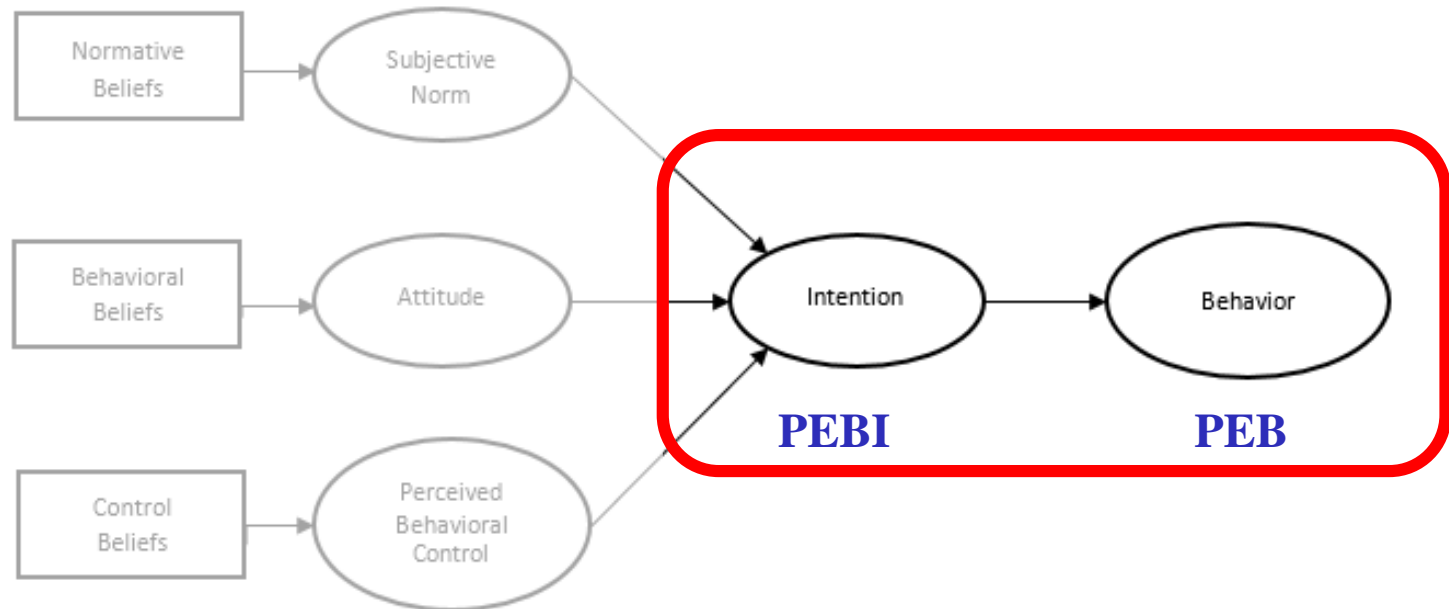 Normative
Beliefs
Subjective
Norm
Behavioral
Beliefs
Attitude
Intention
Behavior
PEBI
PEB
Control
Beliefs
Perceived
Behavioral
Control